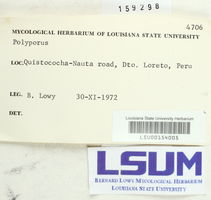 159298
4706
MYCOLOGICAL HERBARIUM OF LOUISIANA STATE UNIVERSITY
Polyporus
LOC. Quistococha-Nauta road, Dto. Loreto, Peru
LEG. B. Lowy 30-XI-1972
DET.
Louisiana State University Herbarium
LSU00154003
LSUM
BERNARD LOWY MYCOLOGICAL HERBARIUM
LOUISIANA STATE UNIVERSITY